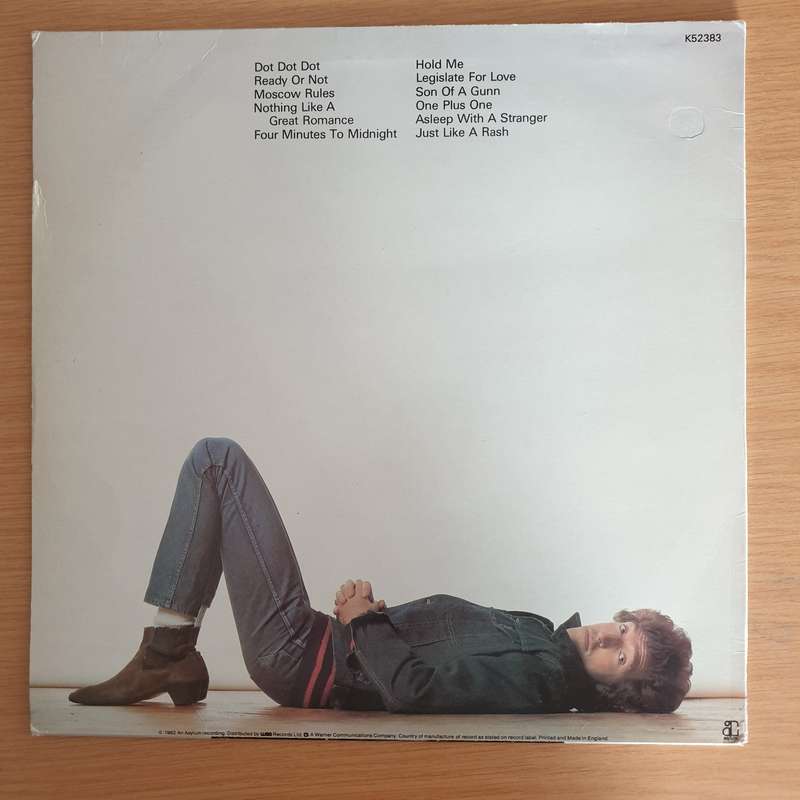 K52383
Dot Dot Dot
Ready Or Not
Moscow Rules
Nothing Like A
Great Romance
Four Minutes To Midnight
Hold Me
Legislate For Love
Son Of A Gunn
One Plus One
Asleep With A Stranger
Just Like A Rash
℗ 1982 An Asylum recording. Distributed by WEA Records Ltd. A Warner Communications Company. Country of manufacture of record as stated on record label. Printed and Made in England.